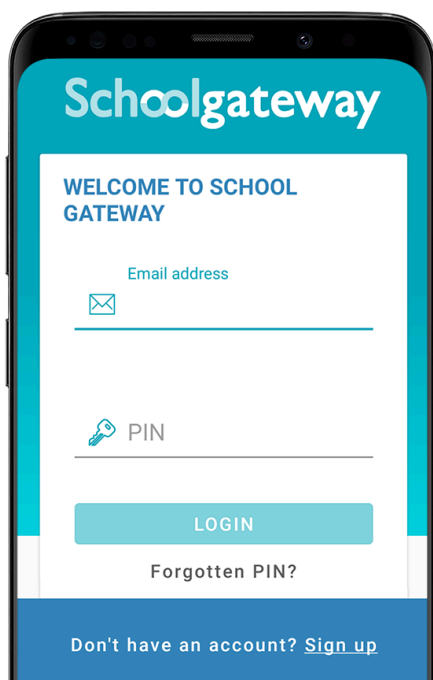 Schoolgateway
WELCOME TO SCHOOL
GATEWAY
Email address
PIN
LOGIN
Forgotten PIN?
Don't have an account? Sign up